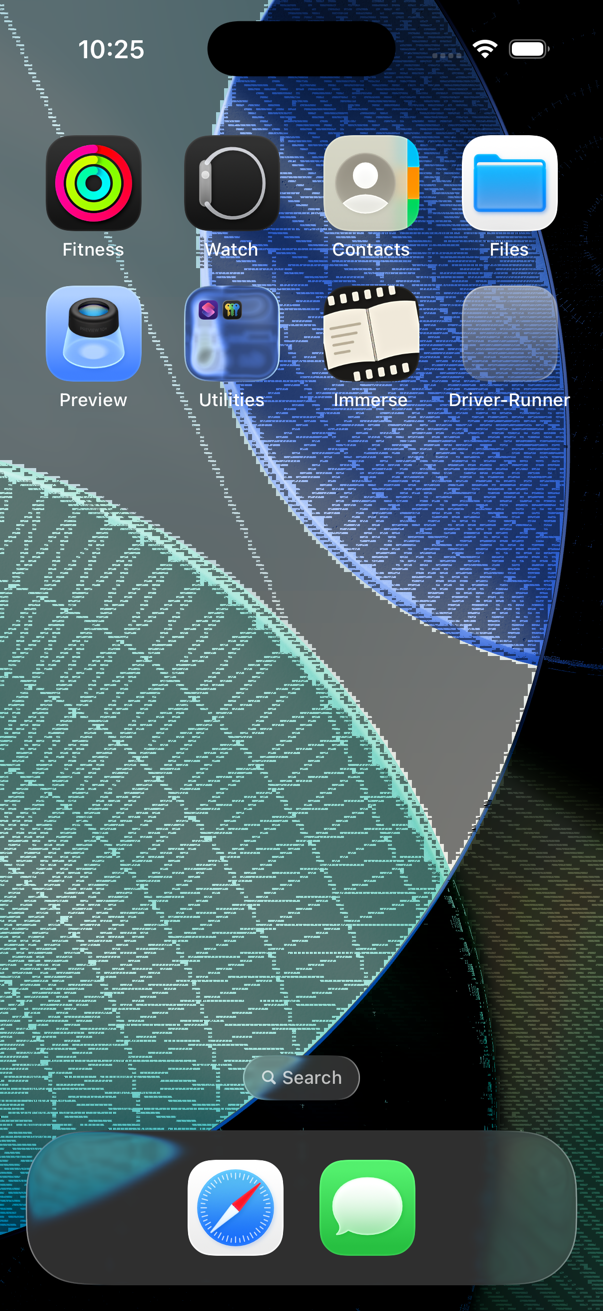 10:25
Fitness
Watch
Contacts
Files
Preview
Utilities
Immerse
Driver-Runner
Search